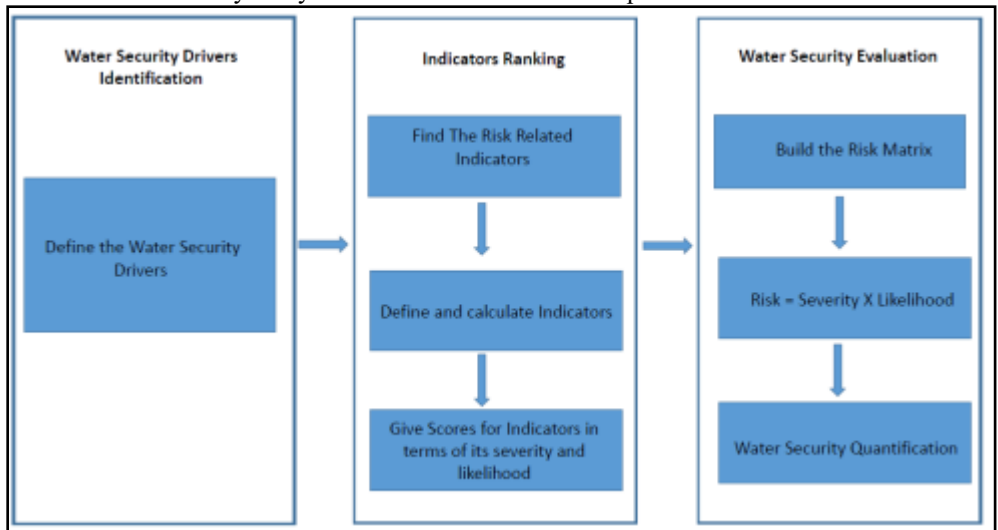 Water Security Drivers
Identification
Define the Water Security
Drivers
Indicators Ranking
Find The Risk Related
Indicators
Define and calculate Indicators
Give Scores for Indicators in
terms of its severity and
likelihood
Water Security Evaluation
Build the Risk Matrix
Risk = Severity X Likelihood
Water Security Quantification